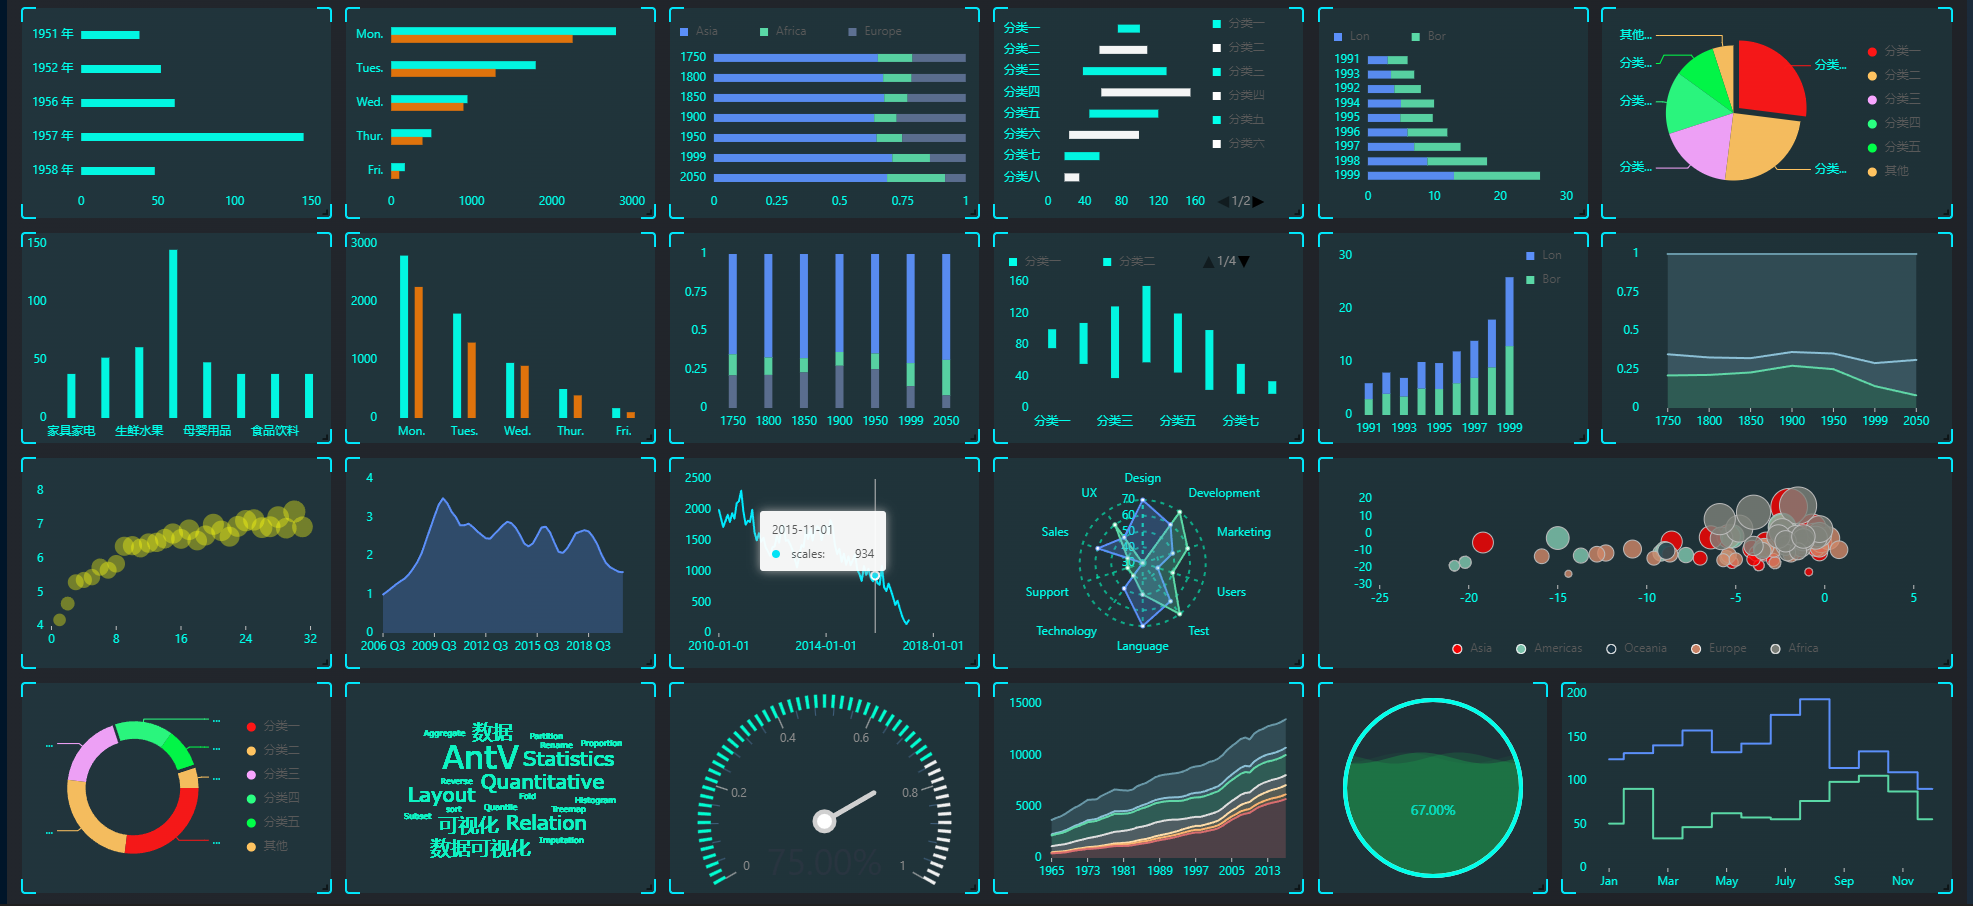 1951 年
1952 年
1956 年
1957 年
1958 年
0 50 100 150
Mon.
Tues.
Wed.
Thur.
Fri.
0 1000 2000 3000
Asia Africa Europe
1750
1800
1850
1900
1950
1999
2050
0 0.25 0.5 0.75 1
分类一
分类二
分类三
分类四
分类五
分类六
分类七
分类八
0 40 80 120 160
分类一
分类二
分类三
分类四
分类五
分类六
1/2
Lon Bor
1991
1993
1992
1994
1995
1996
1997
1998
1999
0 10 20 30
其他...
分类...
分类...
分类...
分类...
分类...
分类一
分类二
分类三
分类四
分类五
其他
150
100
50
0
家具家电 生鲜水果 母婴用品 食品饮料
3000
2000
1000
0
Mon. Tues. Wed. Thur. Fri.
1
0.75
0.5
0.25
0
1750 1800 1850 1900 1950 1999 2050
分类一 分类二 1/4
160
120
80
40
0
分类一 分类三 分类五 分类七
30
20
10
0
1991 1993 1995 1997 1999
Lon
Bor
1
0.75
0.5
0.25
0
1750 1800 1850 1900 1950 1999 2050
8
7
6
5
4
0 8 16 24 32
4
3
2
1
0
2006 Q3 2009 Q3 2012 Q3 2015 Q3 2018 Q3
2500
2000
1500
1000
500
0
2010-01-01 2014-01-01 2018-01-01
2015-11-01
scales: 934
Design
Development
Marketing
Users
Test
Language
Technology
Support
Sales
UX
70
60
50
40
30
20
10
0
-10
-20
-30
-25 -20 -15 -10 -5 0 5
Asia Americas Oceania Europe Africa
...
...
...
...
...
...
分类一
分类二
分类三
分类四
分类五
其他
Aggregate 数据 Partition
Rename Proportion
AntV Statistics
Reverse Quantitative
Layout Fold Histogram
sort Quantile Treemap
Subset 可视化 Relation
数据可视化 Imputation
0 0.2 0.4 0.6 0.8 1
75.00%
15000
10000
5000
0
1965 1973 1981 1989 1997 2005 2013
67.00%
200
150
100
50
0
Jan Mar May July Sep Nov